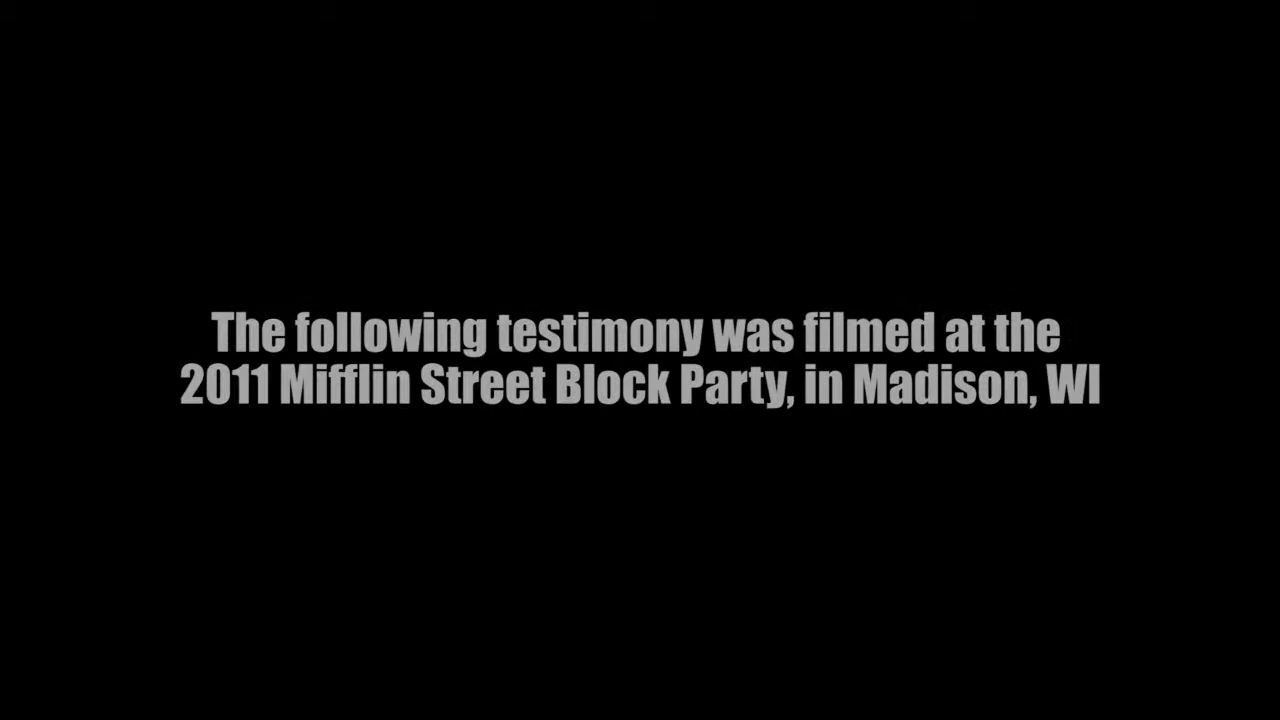 The following testimony was filmed at the
2011 Mifflin Street Block Party, in Madison, WI